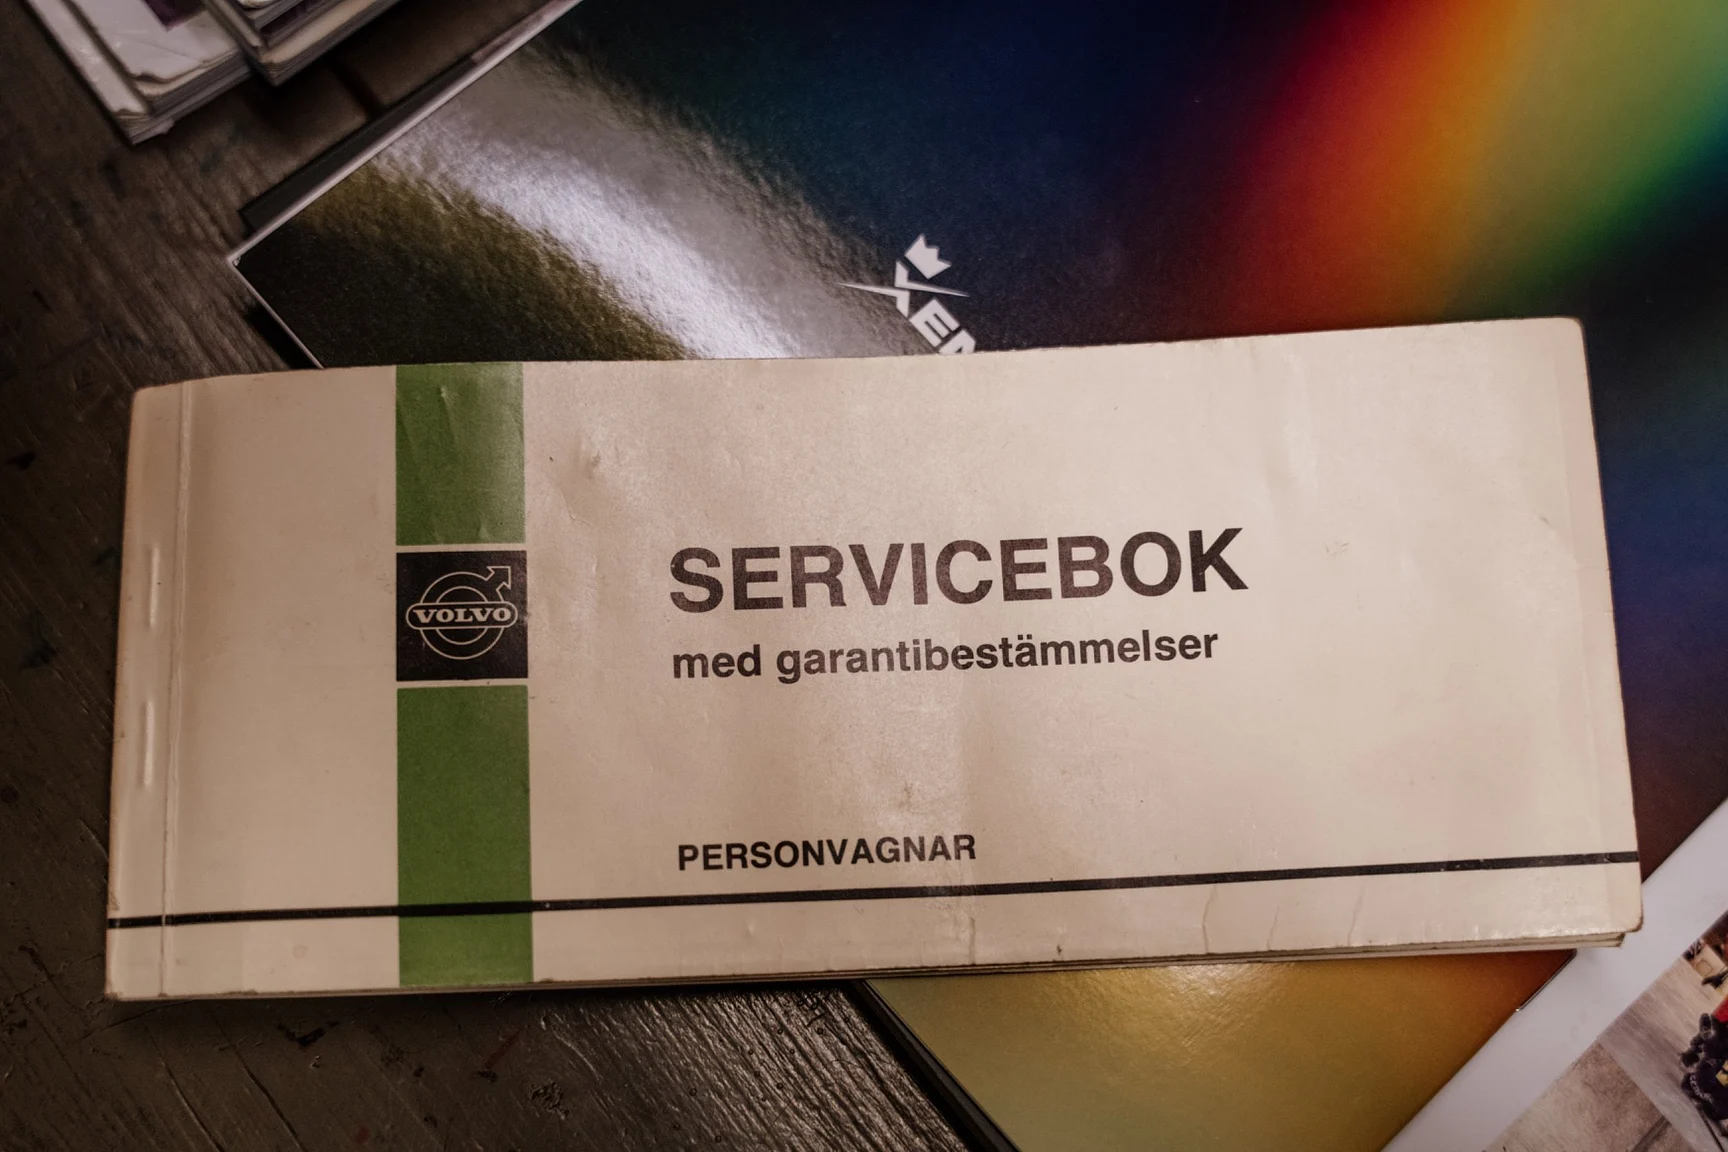 VOLVO
SERVICEBOK
med garantibestämmelser
PERSONVAGNAR